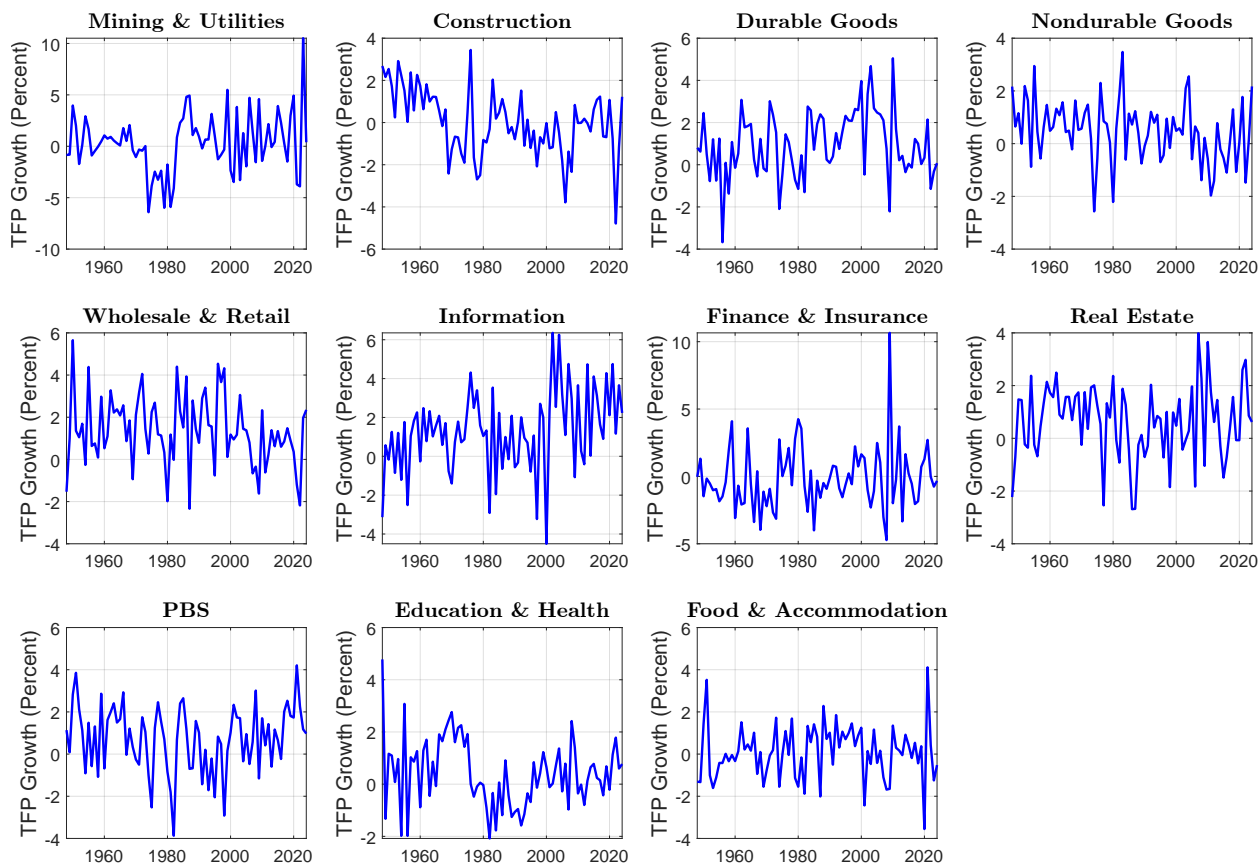 Mining & Utilities
TFP Growth (Percent)
10
5
0
-5
-10
1960 1980 2000 2020
Construction
TFP Growth (Percent)
4
2
0
-2
-4
-6
1960 1980 2000 2020
Durable Goods
TFP Growth (Percent)
6
4
2
0
-2
-4
1960 1980 2000 2020
Nondurable Goods
TFP Growth (Percent)
4
2
0
-2
-4
1960 1980 2000 2020
Wholesale & Retail
TFP Growth (Percent)
6
4
2
0
-2
-4
1960 1980 2000 2020
Information
TFP Growth (Percent)
6
4
2
0
-2
-4
1960 1980 2000 2020
Finance & Insurance
TFP Growth (Percent)
10
5
0
-5
1960 1980 2000 2020
Real Estate
TFP Growth (Percent)
4
2
0
-2
-4
1960 1980 2000 2020
PBS
TFP Growth (Percent)
6
4
2
0
-2
-4
1960 1980 2000 2020
Education & Health
TFP Growth (Percent)
6
4
2
0
-2
1960 1980 2000 2020
Food & Accommodation
TFP Growth (Percent)
6
4
2
0
-2
-4
1960 1980 2000 2020